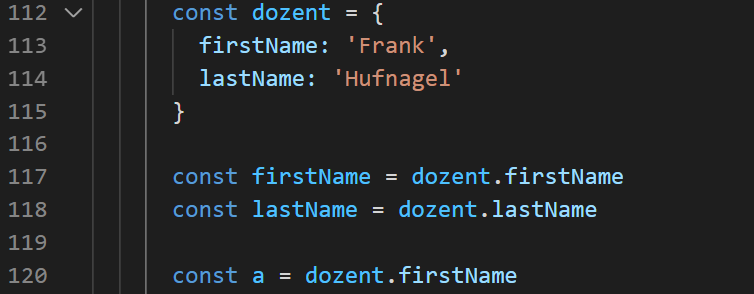 112 const dozent = {
113 firstName: 'Frank',
114 lastName: 'Hufnagel'
115 }
116
117 const firstName = dozent.firstName
118 const lastName = dozent.lastName
119
120 const a = dozent.firstName